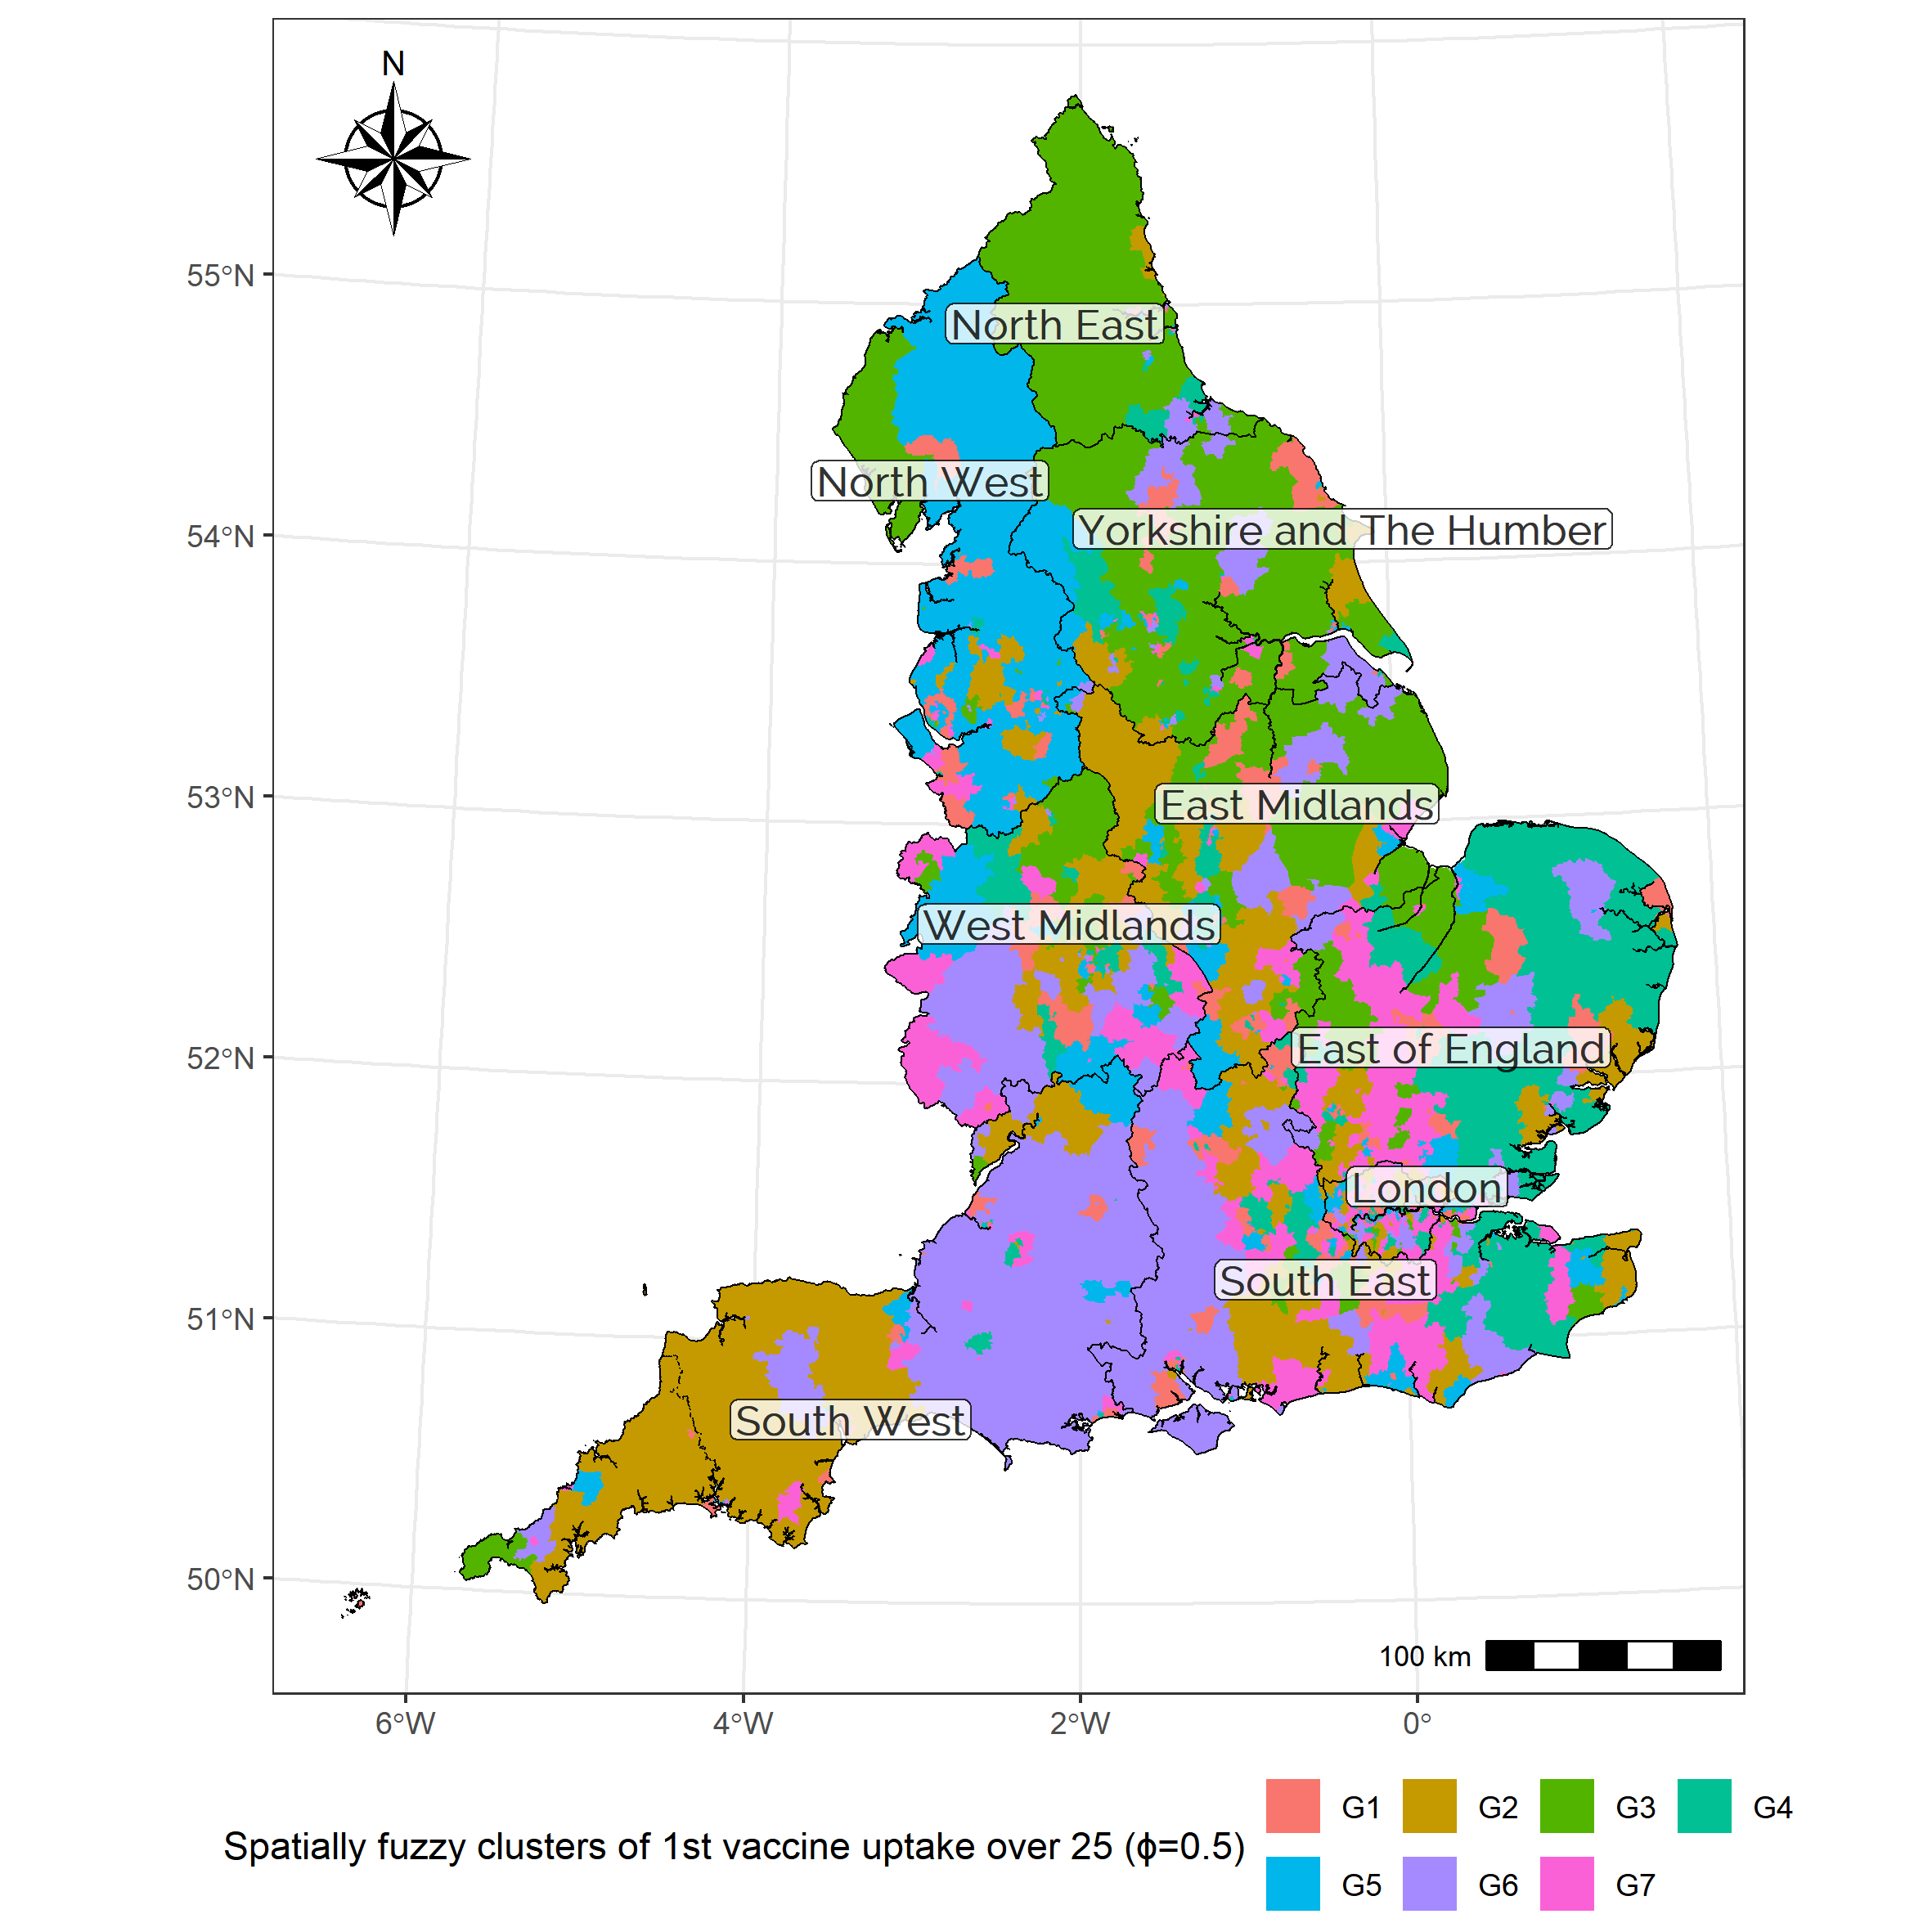 N
55°N
North East
North West
54°N
Yorkshire and The Humber
53°N
East Midlands
West Midlands
52°N
East of England
London
51°N
South East
South West
50°N
100 km
6°W 4°W 2°W 0°
Spatially fuzzy clusters of 1st vaccine uptake over 25 (ϕ=0.5)
G1 G2 G3 G4
G5 G6 G7